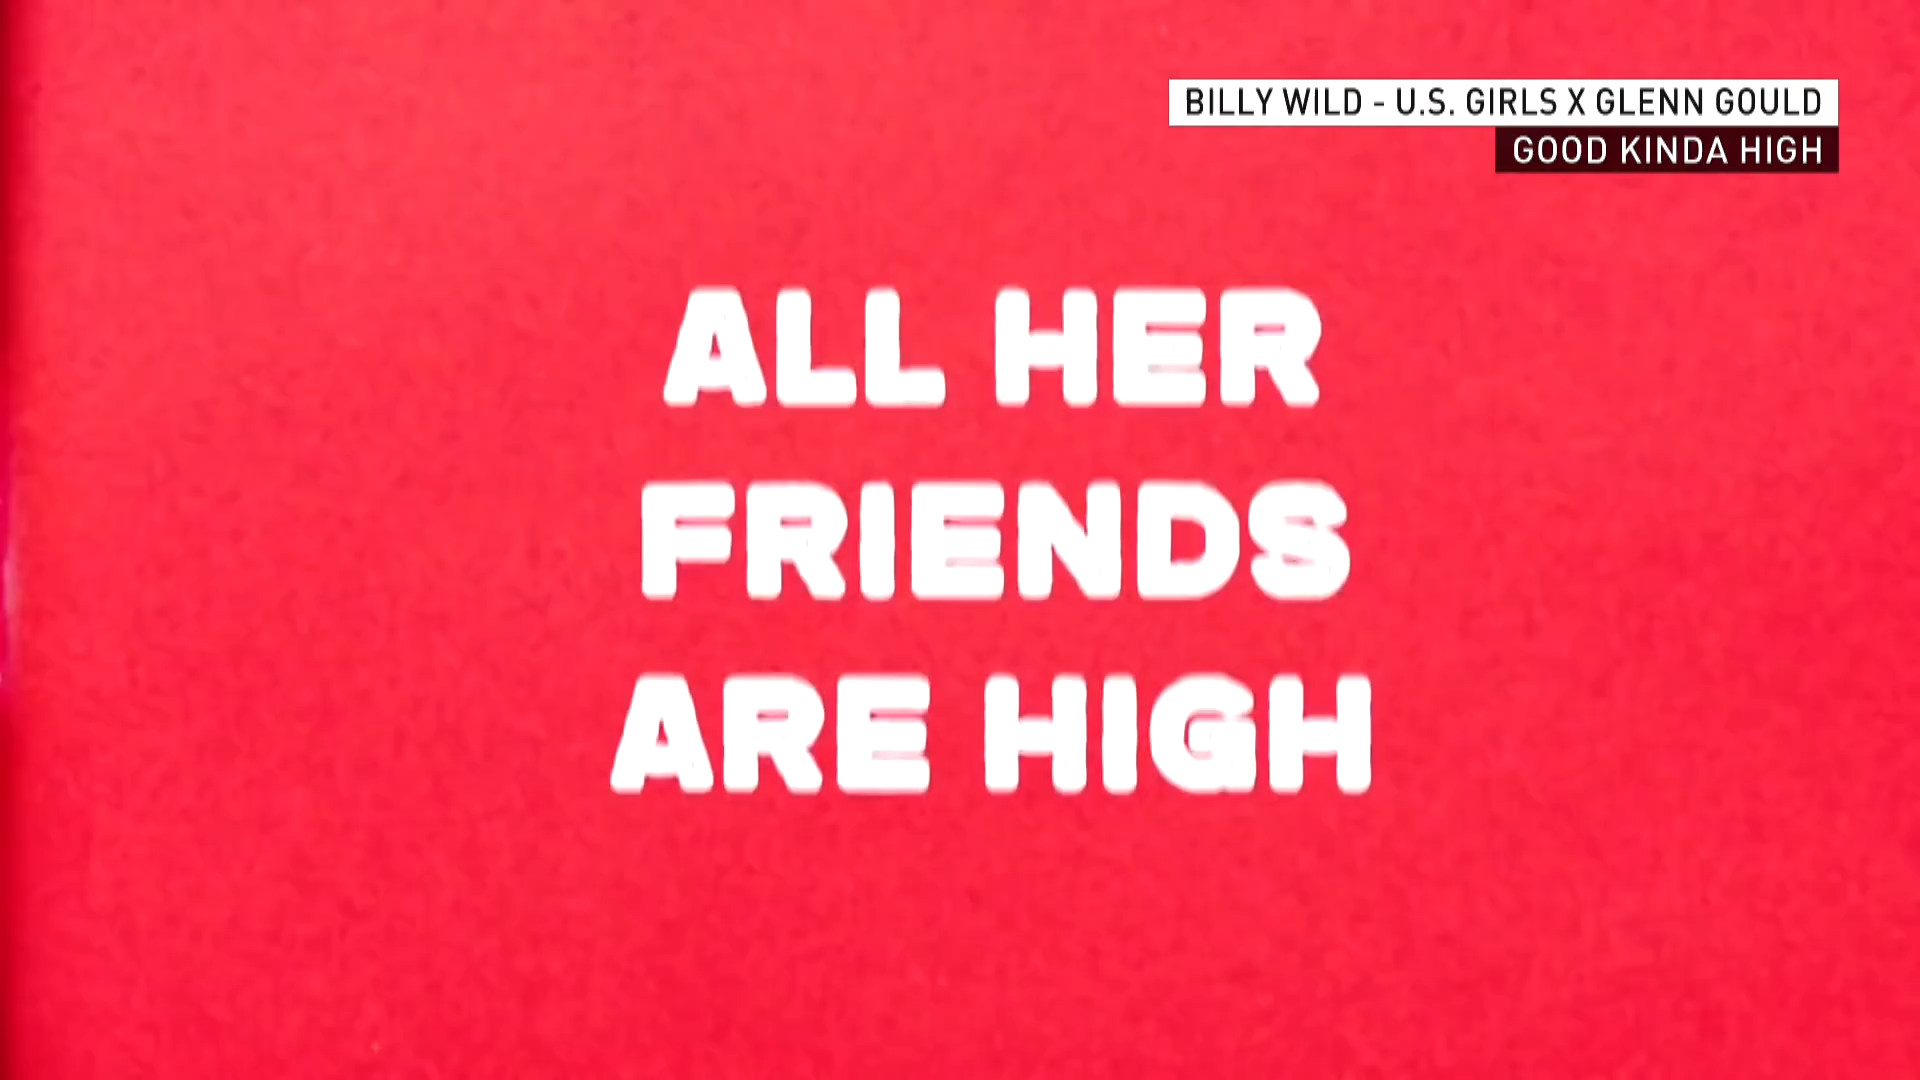 BILLY WILD - U.S. GIRLS X GLENN GOULD
GOOD KINDA HIGH
ALL HER
FRIENDS
ARE HIGH